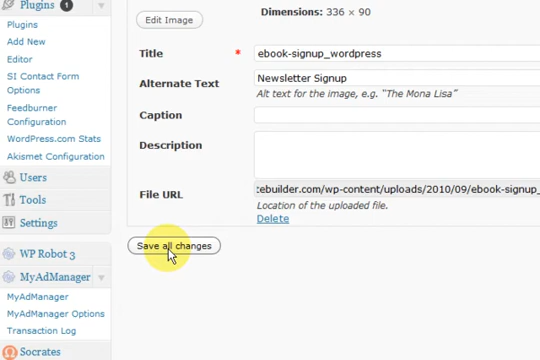 Plugins 1
Plugins
Add New
Editor
SI Contact Form
Options
Feedburner
Configuration
WordPress.com Stats
Akismet Configuration
Users
Tools
Settings
WP Robot 3
MyAdManager
MyAdManager
MyAdManager Options
Transaction Log
Socrates
Edit Image
Dimensions: 336 × 90
Title * ebook-signup_wordpress
Alternate Text Newsletter Signup
Alt text for the image, e.g. “The Mona Lisa”
Caption
Description
File URL :ebuilder.com/wp-content/uploads/2010/09/ebook-signup_
Location of the uploaded file.
Delete
Save all changes